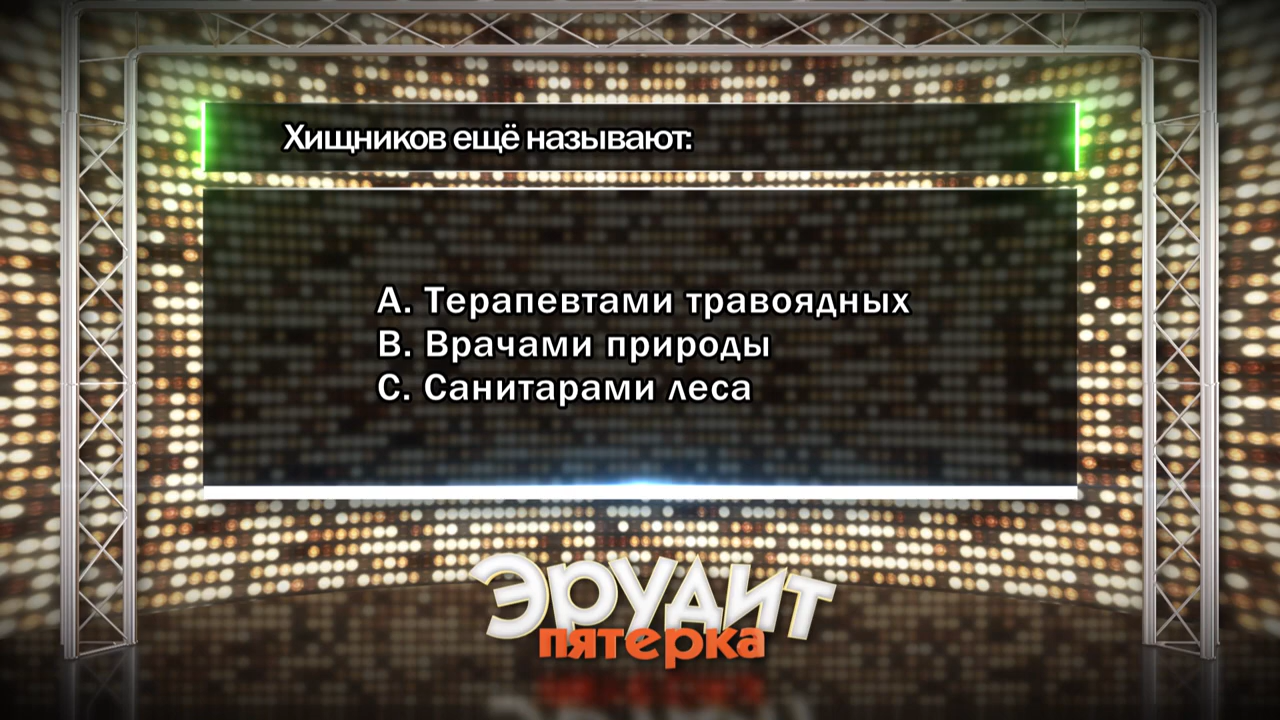 Хищников ещё называют:
А. Терапевтами травоядных
В. Врачами природы
С. Санитарами леса
Эрудит
пятерка